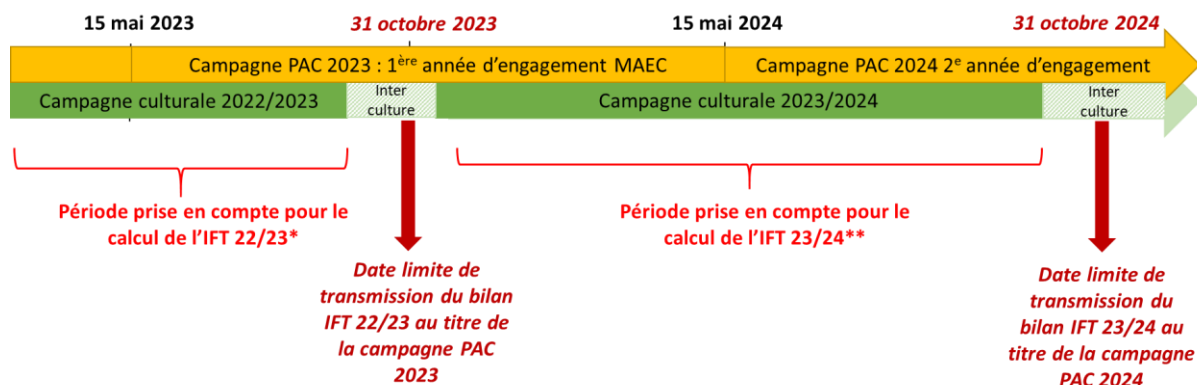 15 mai 2023
31 octobre 2023
15 mai 2024
31 octobre 2024
Campagne PAC 2023 : 1ère année d'engagement MAEC
Campagne PAC 2024 2e année d'engagement
Campagne culturale 2022/2023
Inter
culture
Campagne culturale 2023/2024
Inter
culture
Période prise en compte pour le
calcul de l'IFT 22/23*
Période prise en compte pour le
calcul de l'IFT 23/24**
Date limite de
transmission du bilan
IFT 22/23 au titre de
la campagne PAC
2023
Date limite de
transmission du
bilan IFT 23/24 au
titre de la campagne
PAC 2024